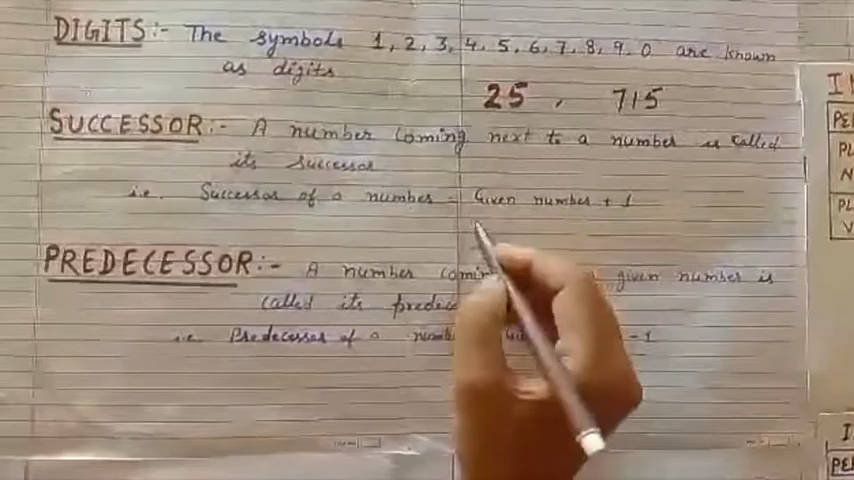 DIGITS:- The symbols 1, 2, 3, 4, 5, 6, 7, 8, 9, 0 are known
as digits
25 , 715
SUCCESSOR:- A number coming next to a number is called
its successor
i.e. Successor of a number = Given number + 1
PREDECESSOR:- A number given number is
called its
i.e. Predecessor of a - 1